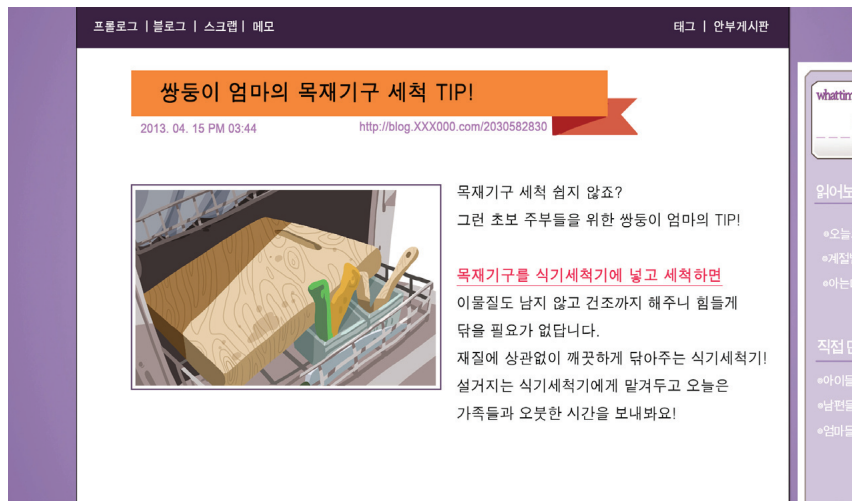 프롤로그 | 블로그 | 스크랩 | 메모
태그 | 안부게시판
쌍둥이 엄마의 목재기구 세척 TIP!
2013. 04. 15 PM 03:44
http://blog.XXX000.com/2030582830
목재기구 세척 쉽지 않죠?
그런 초보 주부들을 위한 쌍둥이 엄마의 TIP!
목재기구를 식기세척기에 넣고 세척하면
이물질도 남지 않고 건조까지 해주니 힘들게
닦을 필요가 없답니다.
재질에 상관없이 깨끗하게 닦아주는 식기세척기!
설거지는 식기세척기에게 맡겨두고 오늘은
가족들과 오붓한 시간을 보내봐요!
오늘
직접